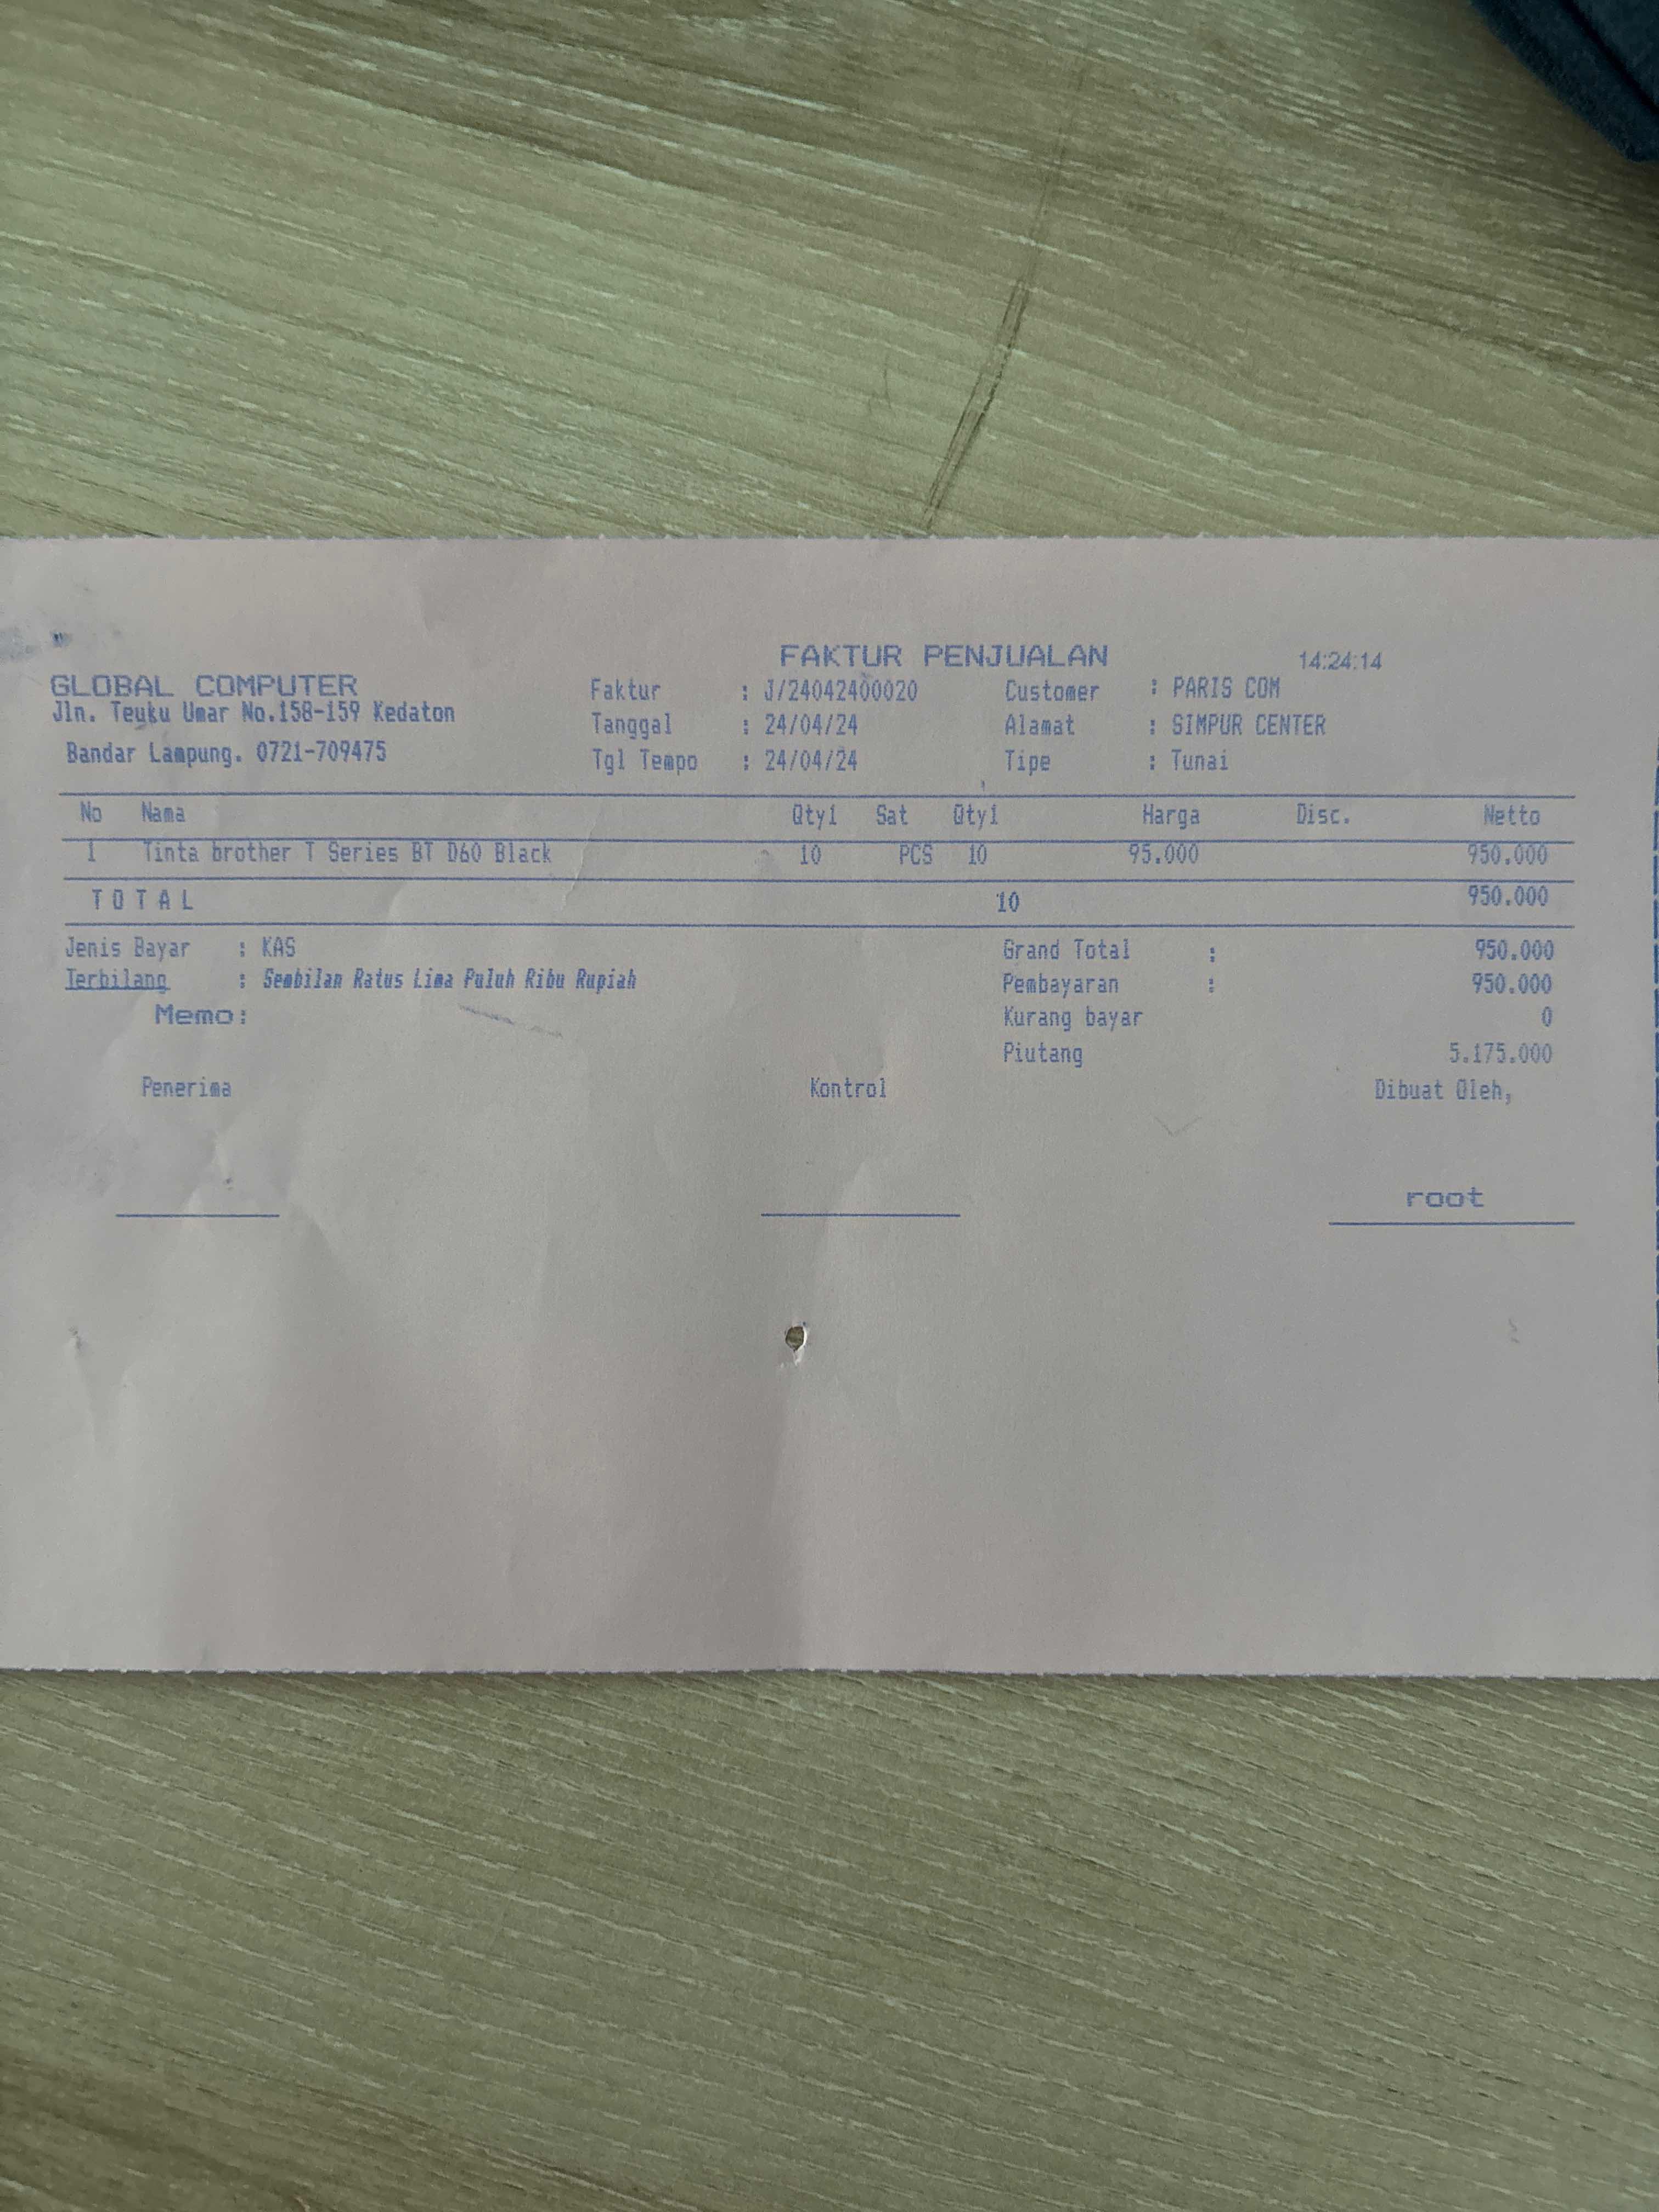 FAKTUR PENJUALAN 14:24:14
GLOBAL COMPUTER
Jln. Teuku Umar No.158-159 Kedaton
Bandar Lampung. 0721-709475
Faktur : J/24042400020
Tanggal : 24/04/24
Tgl Tempo : 24/04/24
Customer : PARIS COM
Alamat : SIMPUR CENTER
Tipe : Tunai
No Nama Qty1 Sat Qty1 Harga Disc. Netto
1 Tinta brother T Series BT D60 Black 10 PCS 10 95.000 950.000
T O T A L 10 950.000
Jenis Bayar : KAS
Terbilang : Sembilan Ratus Lima Puluh Ribu Rupiah
Memo:
Grand Total : 950.000
Pembayaran : 950.000
Kurang bayar 0
Piutang 5.175.000
Penerima Kontrol Dibuat Oleh,
root